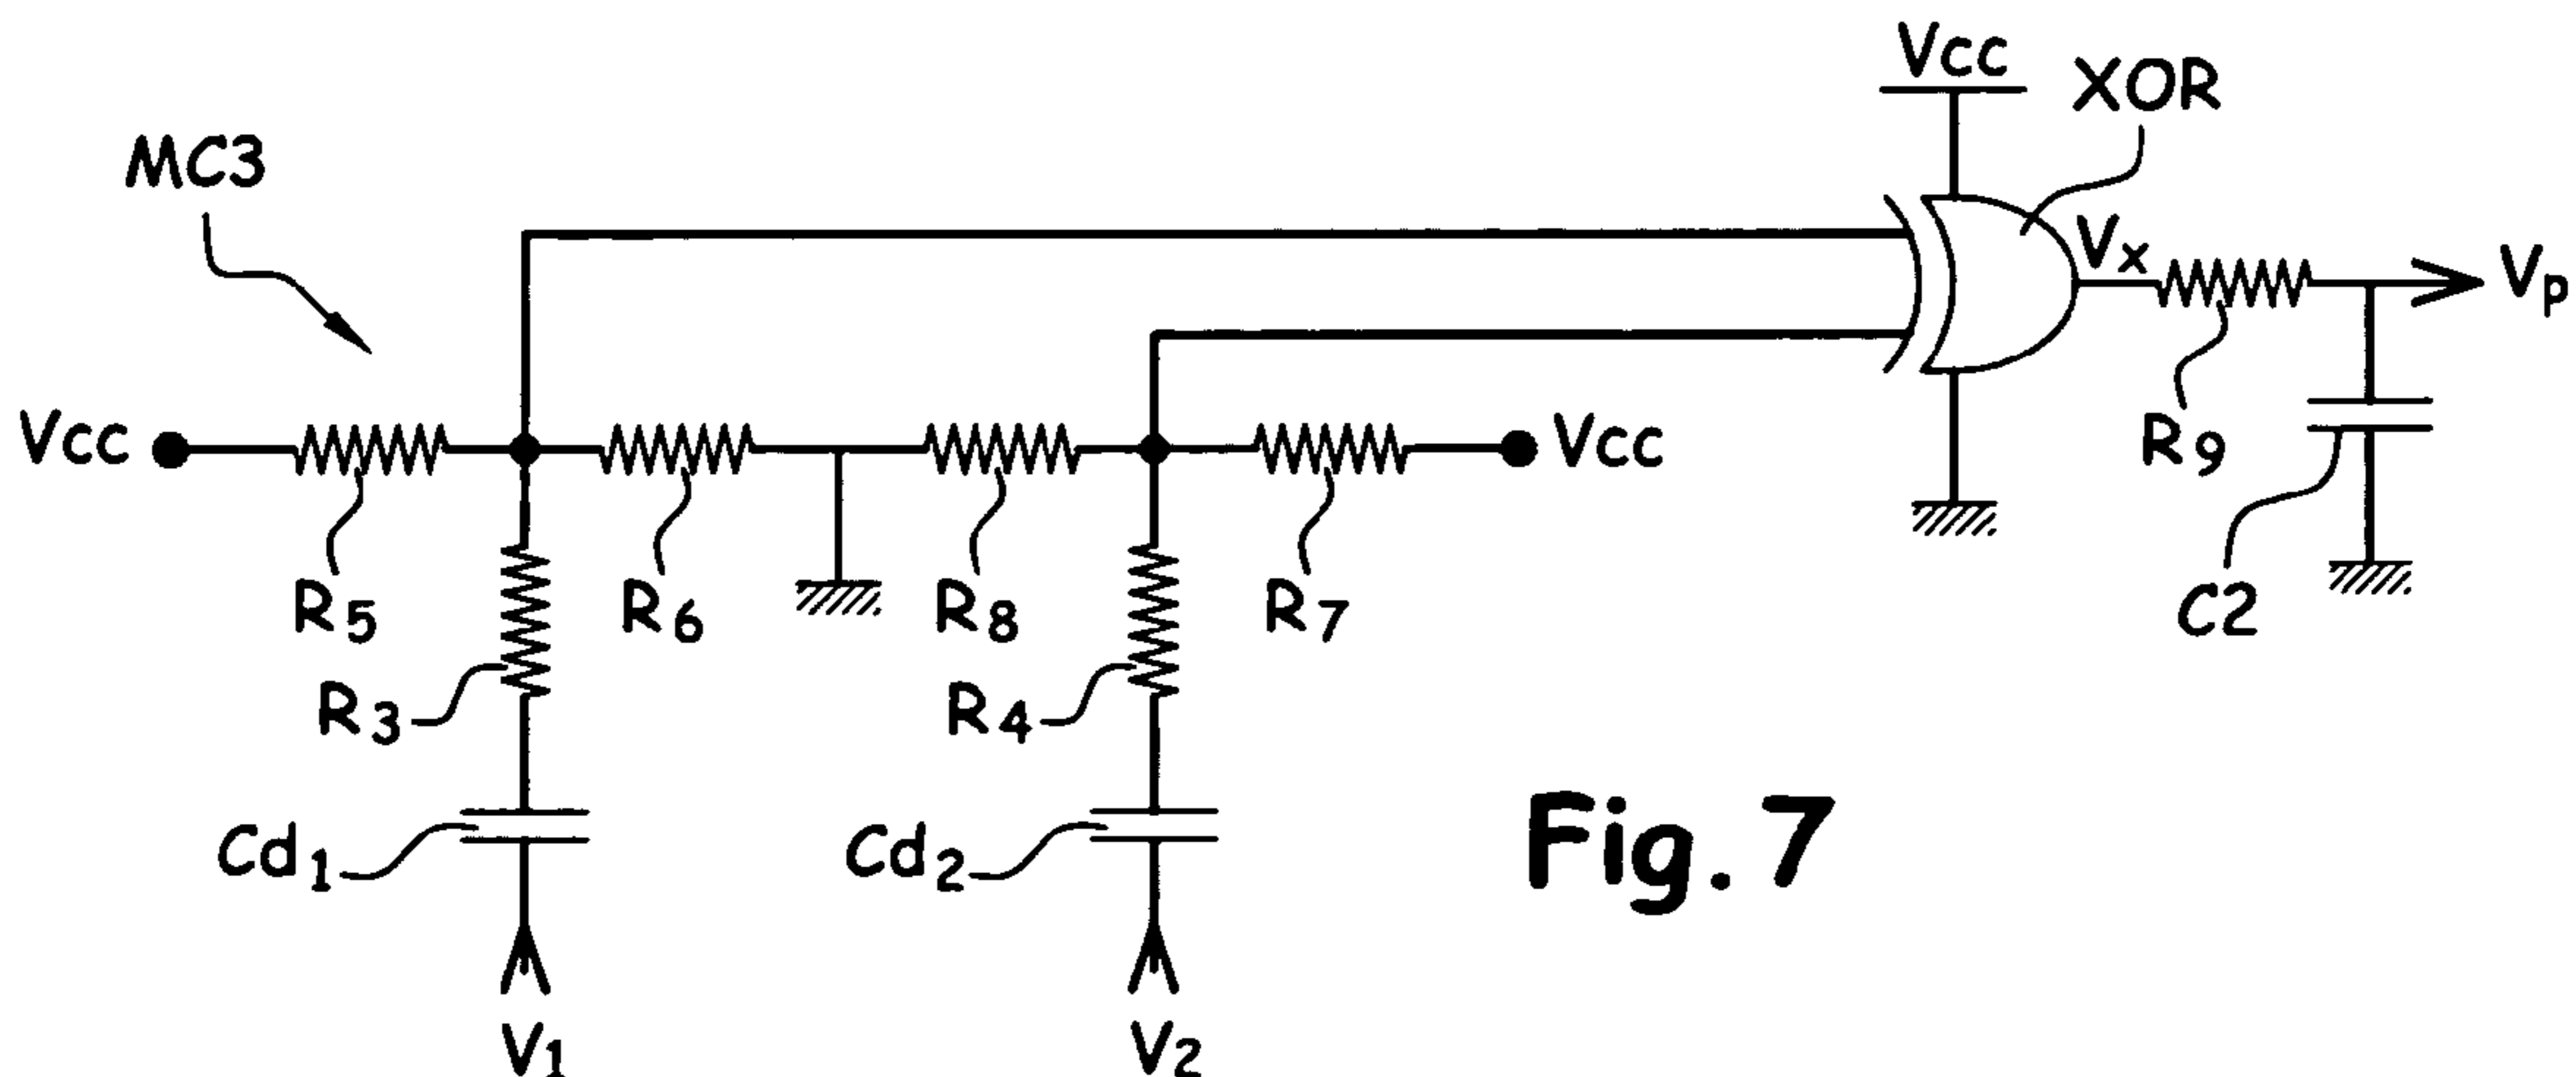 Vcc
XOR
MC3
Vx
Vp
Vcc
Vcc
R9
R5
R6
R8
R7
C2
R3
R4
Cd1
Cd2
Fig. 7
V1
V2